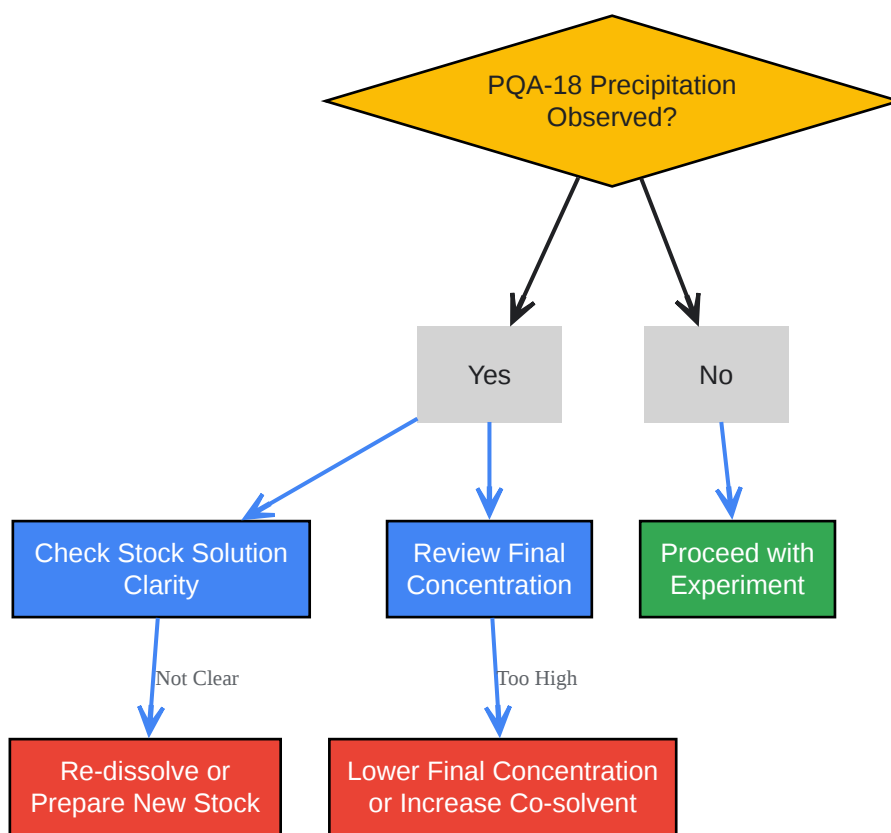 PQA-18 Precipitation
Observed?
Yes
No
Check Stock Solution
Clarity
Review Final
Concentration
Proceed with
Experiment
Not Clear
Too High
Re-dissolve or
Prepare New Stock
Lower Final Concentration
or Increase Co-solvent